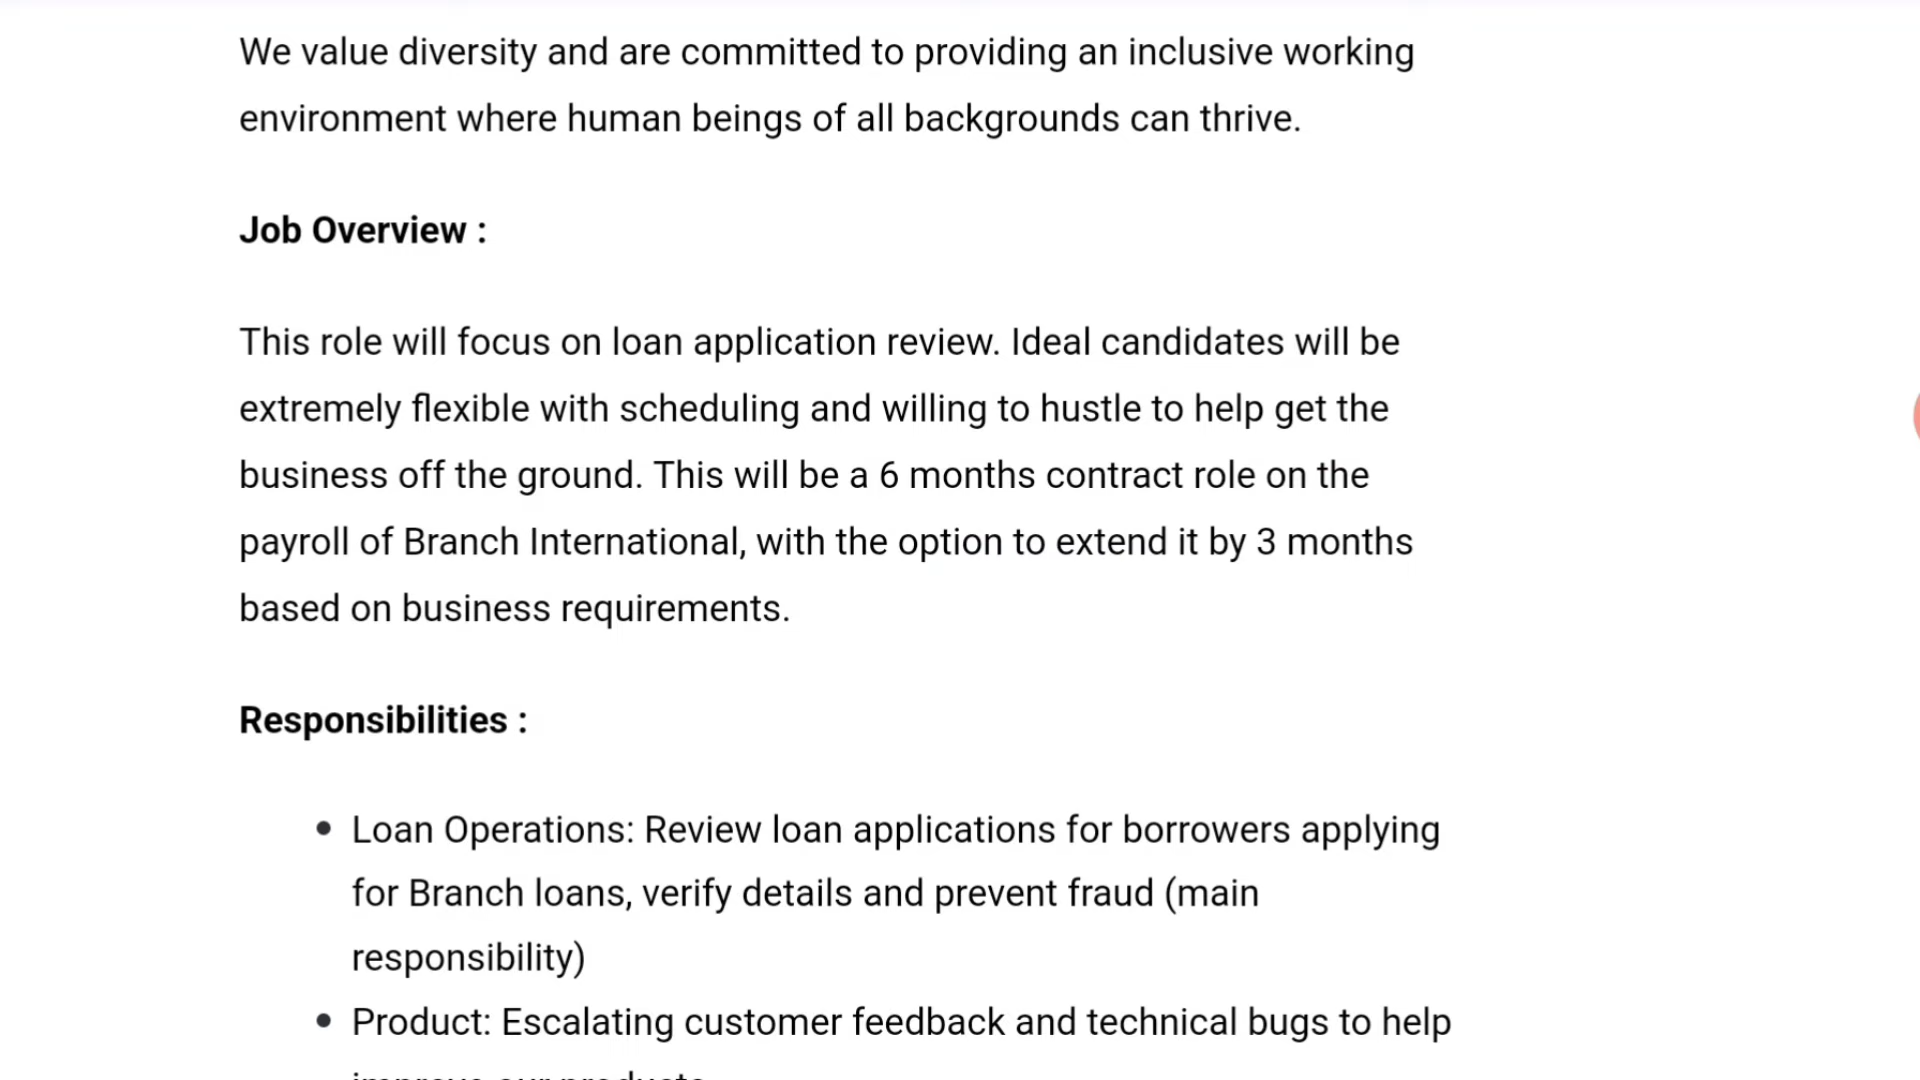 We value diversity and are committed to providing an inclusive working
environment where human beings of all backgrounds can thrive.
Job Overview :
This role will focus on loan application review. Ideal candidates will be
extremely flexible with scheduling and willing to hustle to help get the
business off the ground. This will be a 6 months contract role on the
payroll of Branch International, with the option to extend it by 3 months
based on business requirements.
Responsibilities :
• Loan Operations: Review loan applications for borrowers applying
for Branch loans, verify details and prevent fraud (main
responsibility)
• Product: Escalating customer feedback and technical bugs to help
improve our products